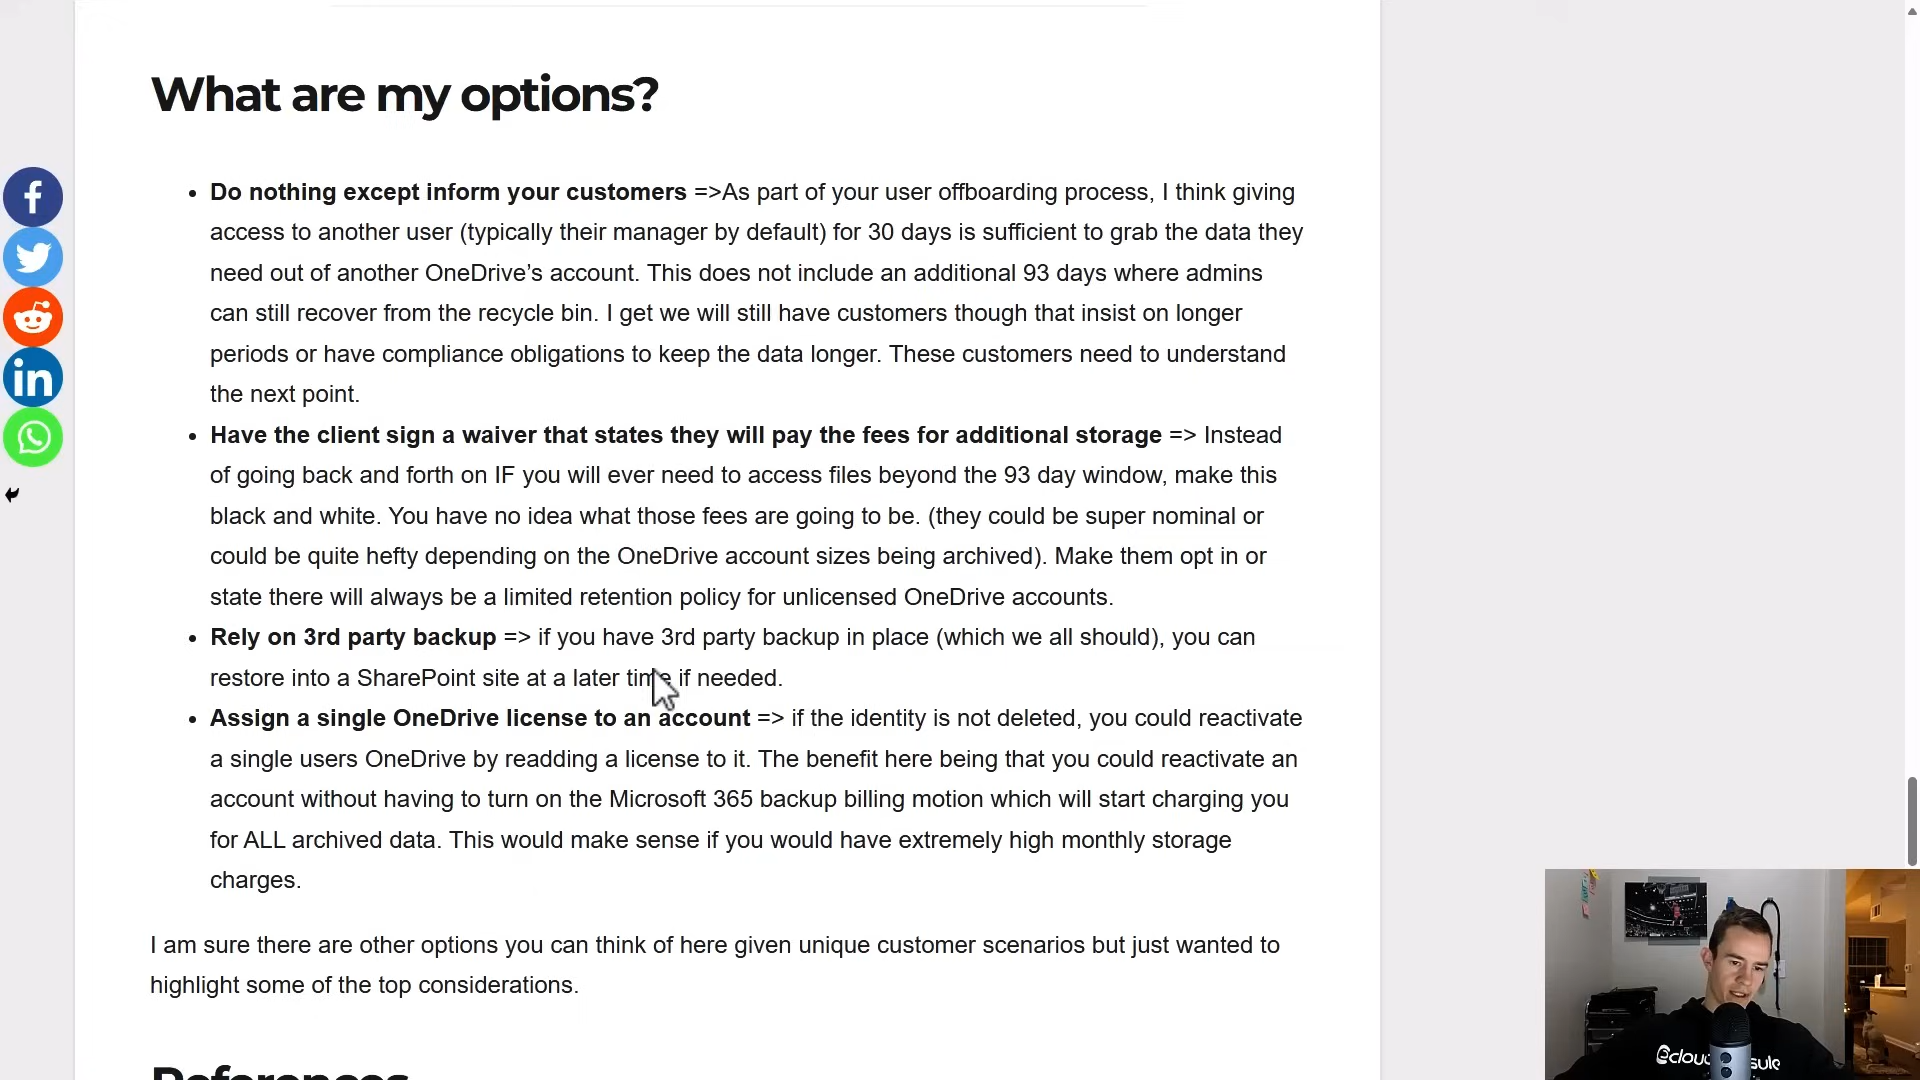 What are my options?
Do nothing except inform your customers =>As part of your user offboarding process, I think giving
access to another user (typically their manager by default) for 30 days is sufficient to grab the data they
need out of another OneDrive’s account. This does not include an additional 93 days where admins
can still recover from the recycle bin. I get we will still have customers though that insist on longer
periods or have compliance obligations to keep the data longer. These customers need to understand
the next point.
Have the client sign a waiver that states they will pay the fees for additional storage => Instead
of going back and forth on IF you will ever need to access files beyond the 93 day window, make this
black and white. You have no idea what those fees are going to be. (they could be super nominal or
could be quite hefty depending on the OneDrive account sizes being archived). Make them opt in or
state there will always be a limited retention policy for unlicensed OneDrive accounts.
Rely on 3rd party backup => if you have 3rd party backup in place (which we all should), you can
restore into a SharePoint site at a later time if needed.
Assign a single OneDrive license to an account => if the identity is not deleted, you could reactivate
a single users OneDrive by readding a license to it. The benefit here being that you could reactivate an
account without having to turn on the Microsoft 365 backup billing motion which will start charging you
for ALL archived data. This would make sense if you would have extremely high monthly storage
charges.
I am sure there are other options you can think of here given unique customer scenarios but just wanted to
highlight some of the top considerations.
References